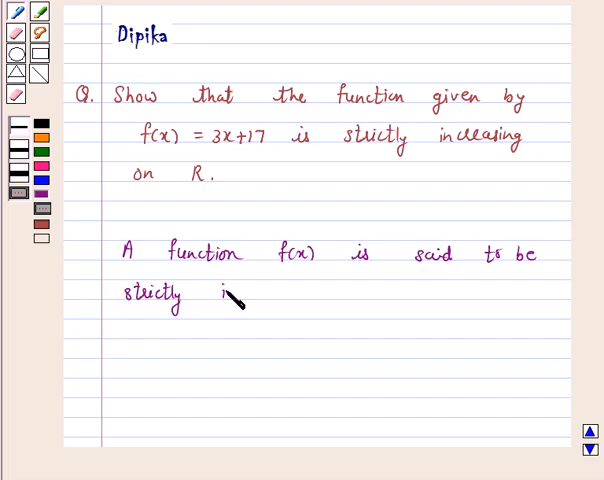 Dipika
Q. Show that the function given by
f(x) = 3x+17 is strictly increasing
on R.
A function f(x) is said to be
strictly i